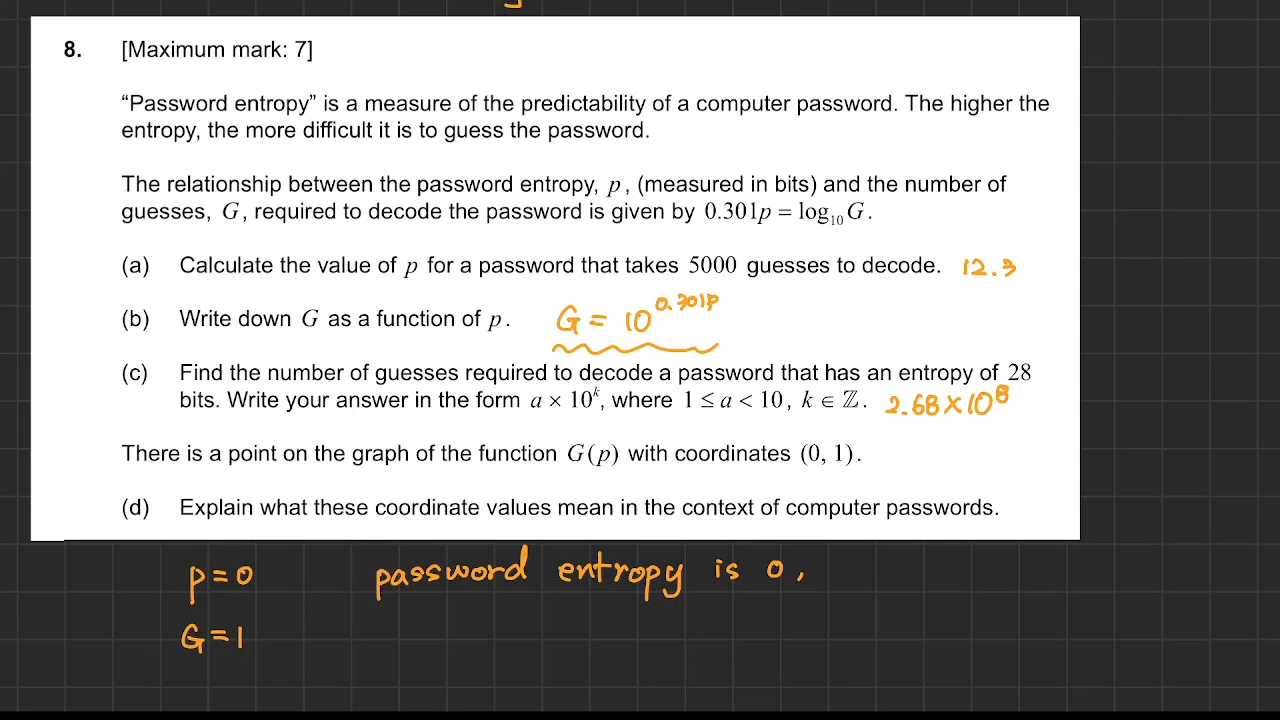 8. [Maximum mark: 7]
“Password entropy” is a measure of the predictability of a computer password. The higher the
entropy, the more difficult it is to guess the password.
The relationship between the password entropy, p, (measured in bits) and the number of
guesses, G, required to decode the password is given by 0.301p = log₁₀ G.
(a) Calculate the value of p for a password that takes 5000 guesses to decode. 12.3
(b) Write down G as a function of p. G = 10^0.301p
(c) Find the number of guesses required to decode a password that has an entropy of 28
bits. Write your answer in the form a × 10^k, where 1 ≤ a < 10, k ∈ ℤ. 2.68 × 10^8
There is a point on the graph of the function G(p) with coordinates (0, 1).
(d) Explain what these coordinate values mean in the context of computer passwords.
p = 0 password entropy is 0,
G = 1